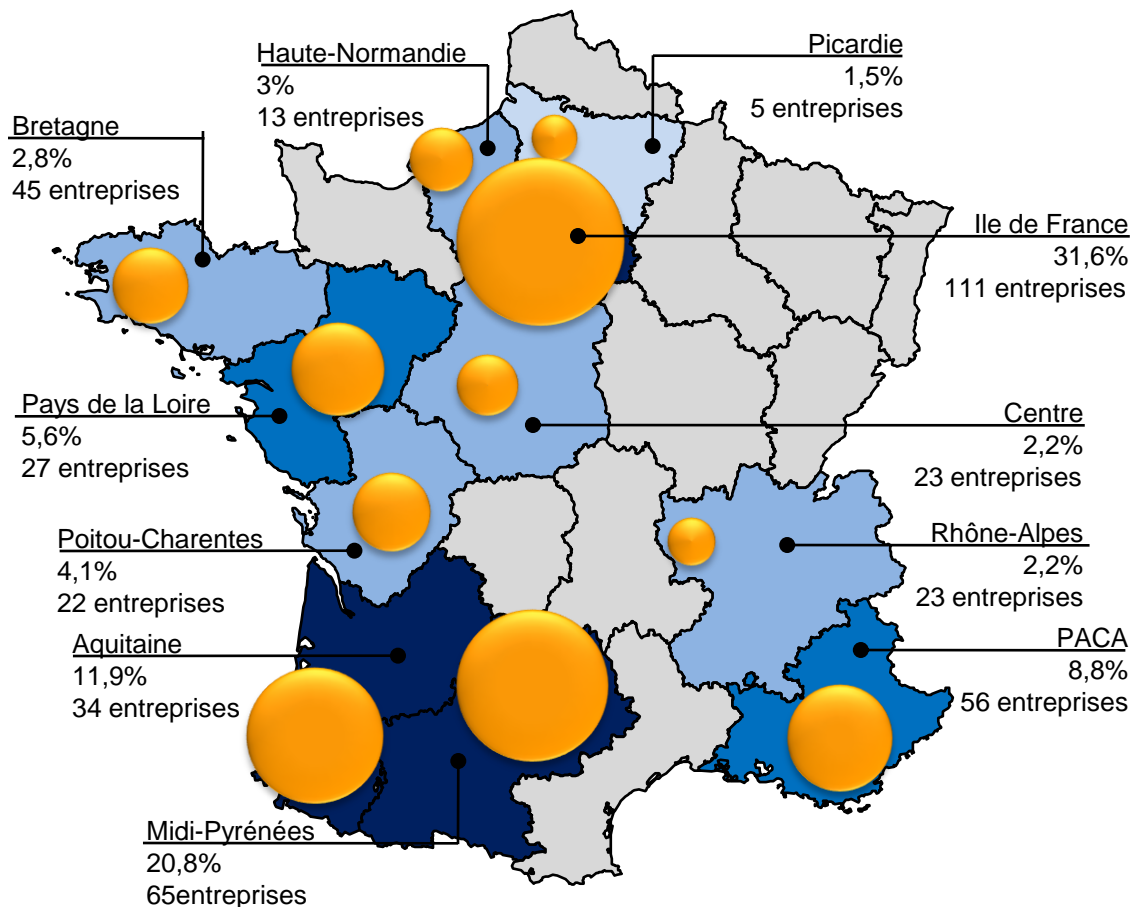 Haute-Normandie
3%
13 entreprises
Picardie
1,5%
5 entreprises
Bretagne
2,8%
45 entreprises
Ile de France
31,6%
111 entreprises
Pays de la Loire
5,6%
27 entreprises
Centre
2,2%
23 entreprises
Poitou-Charentes
4,1%
22 entreprises
Rhône-Alpes
2,2%
23 entreprises
Aquitaine
11,9%
34 entreprises
PACA
8,8%
56 entreprises
Midi-Pyrénées
20,8%
65entreprises